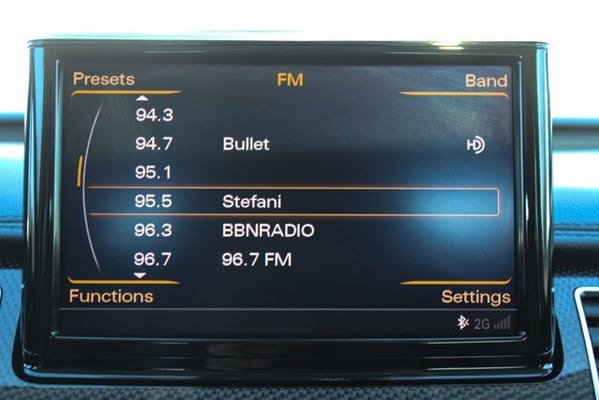 Presets FM Band
94.3
94.7 Bullet HD
95.1
95.5 Stefani
96.3 BBNRADIO
96.7 96.7 FM
Functions Settings
2G